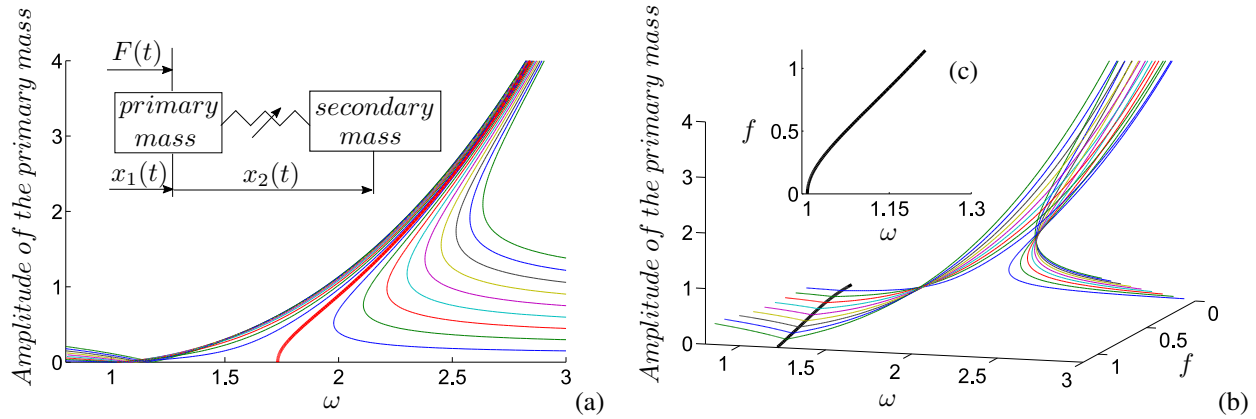 Amplitude of the primary mass
4
3
2
1
0
1
1.5
2
2.5
3
ω
(a)
F(t)
primary
mass
secondary
mass
x₁(t)
x₂(t)
Amplitude of the primary mass
4
3
2
1
0
1
1.5
2
2.5
3
ω
1
0.5
0
f
(b)
(c)
1
0.5
0
f
1
1.15
1.3
ω